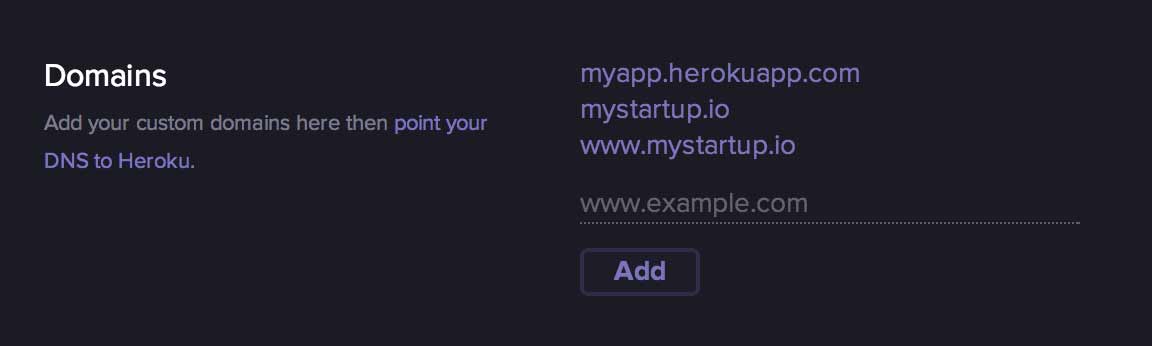 Domains
Add your custom domains here then point your
DNS to Heroku.
myapp.herokuapp.com
mystartup.io
www.mystartup.io
www.example.com
Add